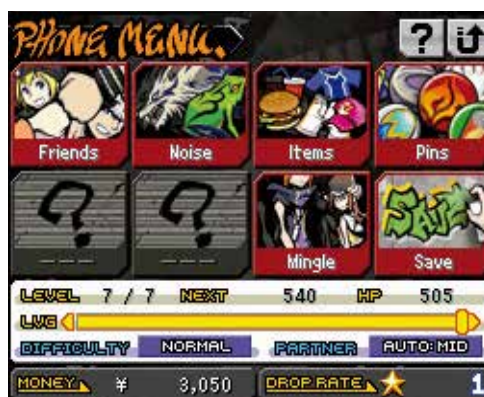 PHONE MENU.
?
Friends Noise Items Pins
? ? Mingle Save
SAVE
LEVEL 7 / 7 NEXT 540 HP 505
LVG
DIFFICULTY NORMAL PARTNER AUTO: MID
MONEY ¥ 3,050 DROP RATE 1